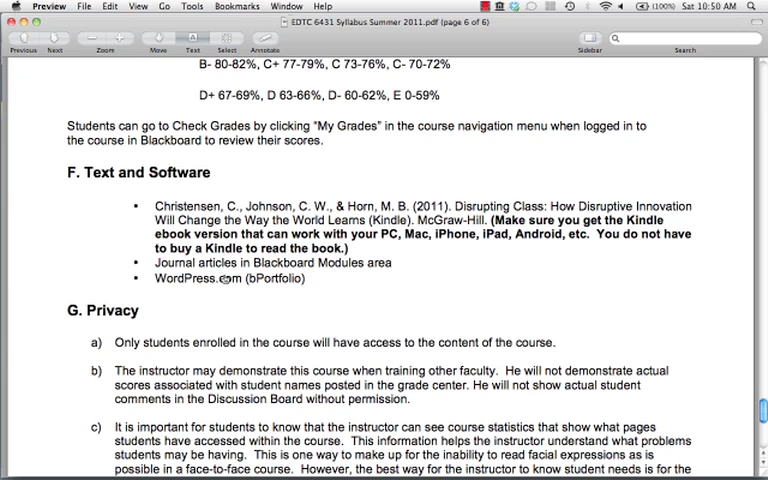 Preview File Edit View Go Tools Bookmarks Window Help (100%) Sat 10:50 AM
EDTC 6431 Syllabus Summer 2011.pdf (page 6 of 6)
Previous Next Zoom Move Text Select Annotate Sidebar Search
B- 80-82%, C+ 77-79%, C 73-76%, C- 70-72%
D+ 67-69%, D 63-66%, D- 60-62%, E 0-59%
Students can go to Check Grades by clicking "My Grades" in the course navigation menu when logged in to
the course in Blackboard to review their scores.
F. Text and Software
• Christensen, C., Johnson, C. W., & Horn, M. B. (2011). Disrupting Class: How Disruptive Innovation
Will Change the Way the World Learns (Kindle). McGraw-Hill. (Make sure you get the Kindle
ebook version that can work with your PC, Mac, iPhone, iPad, Android, etc. You do not have
to buy a Kindle to read the book.)
• Journal articles in Blackboard Modules area
• WordPress.com (bPortfolio)
G. Privacy
a) Only students enrolled in the course will have access to the content of the course.
b) The instructor may demonstrate this course when training other faculty. He will not demonstrate actual
scores associated with student names posted in the grade center. He will not show actual student
comments in the Discussion Board without permission.
c) It is important for students to know that the instructor can see course statistics that show what pages
students have accessed within the course. This information helps the instructor understand what problems
students may be having. This is one way to make up for the inability to read facial expressions as is
possible in a face-to-face course. However, the best way for the instructor to know student needs is for the